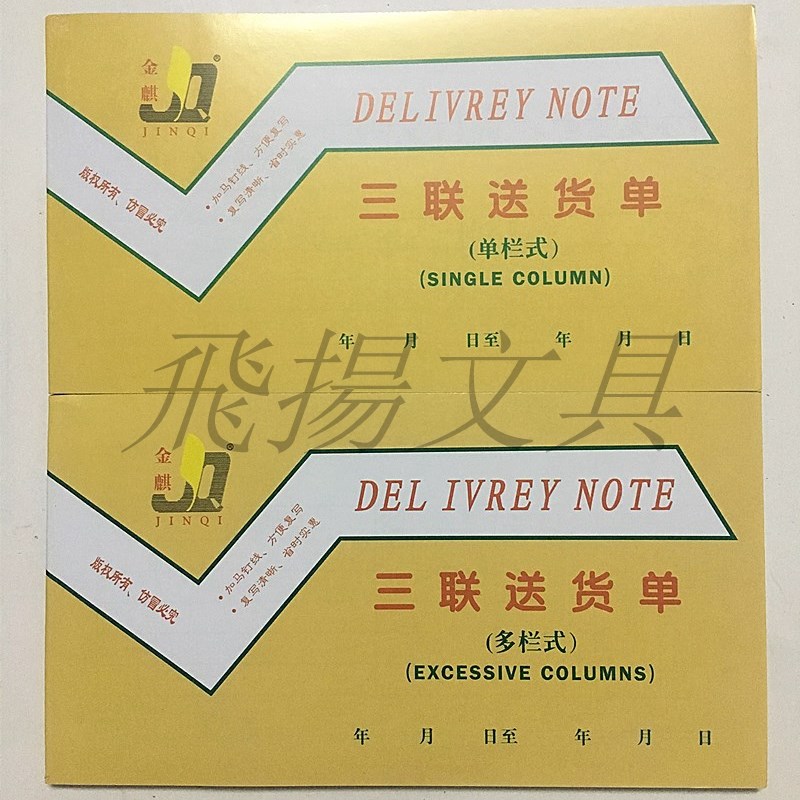 金麒
JQ®
JINQI
DELIVREY NOTE
版权所有、仿冒必究
• 加马钉线、方便复写
• 复写清晰、省时实惠
三联送货单
(单栏式)
(SINGLE COLUMN)
年 月 日至 年 月 日
飛揚文具
金麒
JQ®
JINQI
DEL IVREY NOTE
版权所有、仿冒必究
• 加马钉线、方便复写
• 复写清晰、省时实惠
三联送货单
(多栏式)
(EXCESSIVE COLUMNS)
年 月 日至 年 月 日